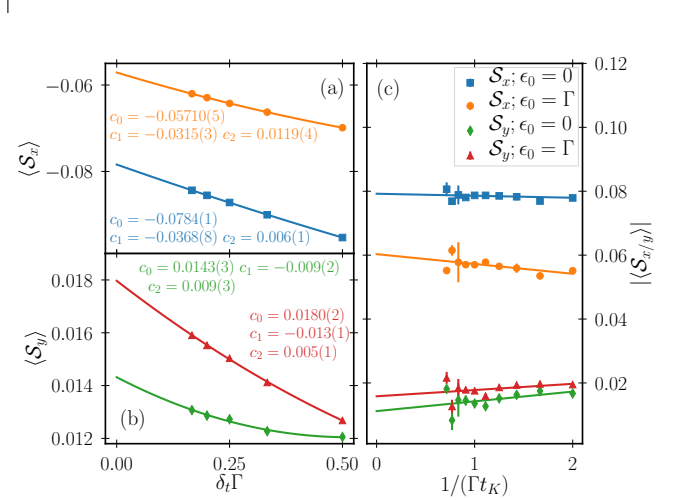 (a)
−0.06
−0.08
⟨𝒮x⟩
c0 = −0.05710(5)
c1 = −0.0315(3) c2 = 0.0119(4)
c0 = −0.0784(1)
c1 = −0.0368(8) c2 = 0.006(1)
c0 = 0.0143(3) c1 = −0.009(2)
c2 = 0.009(3)
c0 = 0.0180(2)
c1 = −0.013(1)
c2 = 0.005(1)
(b)
0.018
0.016
0.014
0.012
⟨𝒮y⟩
0.00 0.25 0.50
δtΓ
(c)
𝒮x; ϵ0 = 0
𝒮x; ϵ0 = Γ
𝒮y; ϵ0 = 0
𝒮y; ϵ0 = Γ
0.12
0.10
0.08
0.06
0.04
0.02
|⟨𝒮x/y⟩|
0 1 2
1/(ΓtK)